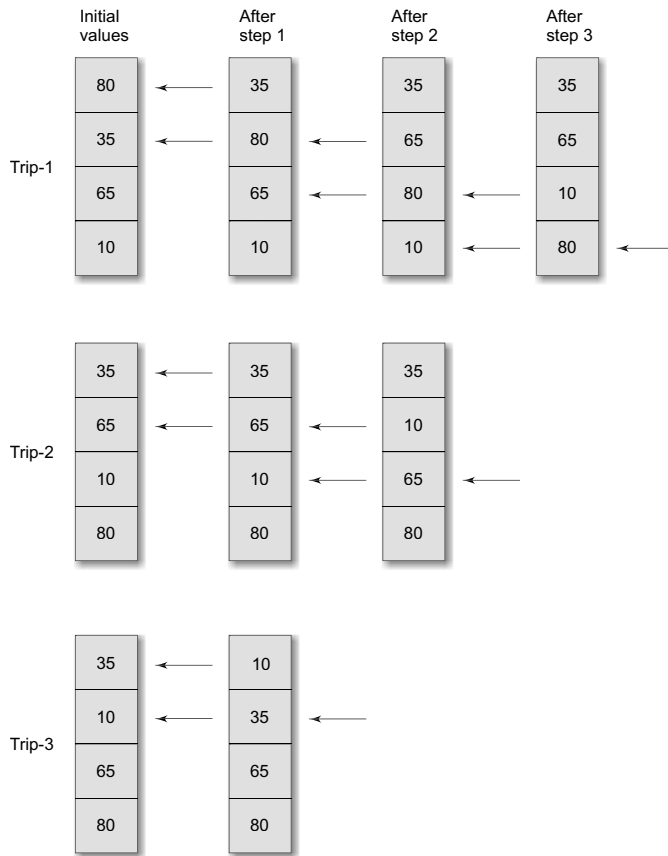 Initial values
After step 1
After step 2
After step 3
Trip-1
80 35 35 35
35 80 65 65
65 65 80 10
10 10 10 80
Trip-2
35 35 35
65 65 10
10 10 65
80 80 80
Trip-3
35 10
10 35
65 65
80 80